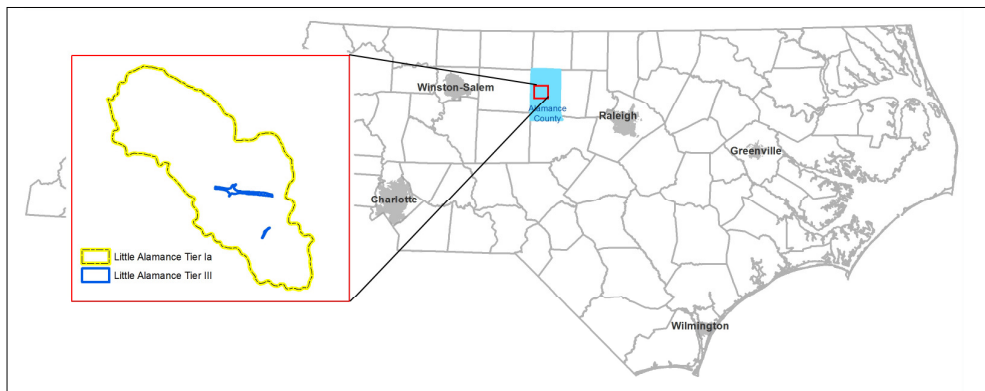 Winston-Salem
Alamance
County
Raleigh
Greenville
Charlotte
Little Alamance Tier Ia
Little Alamance Tier III
Wilmington